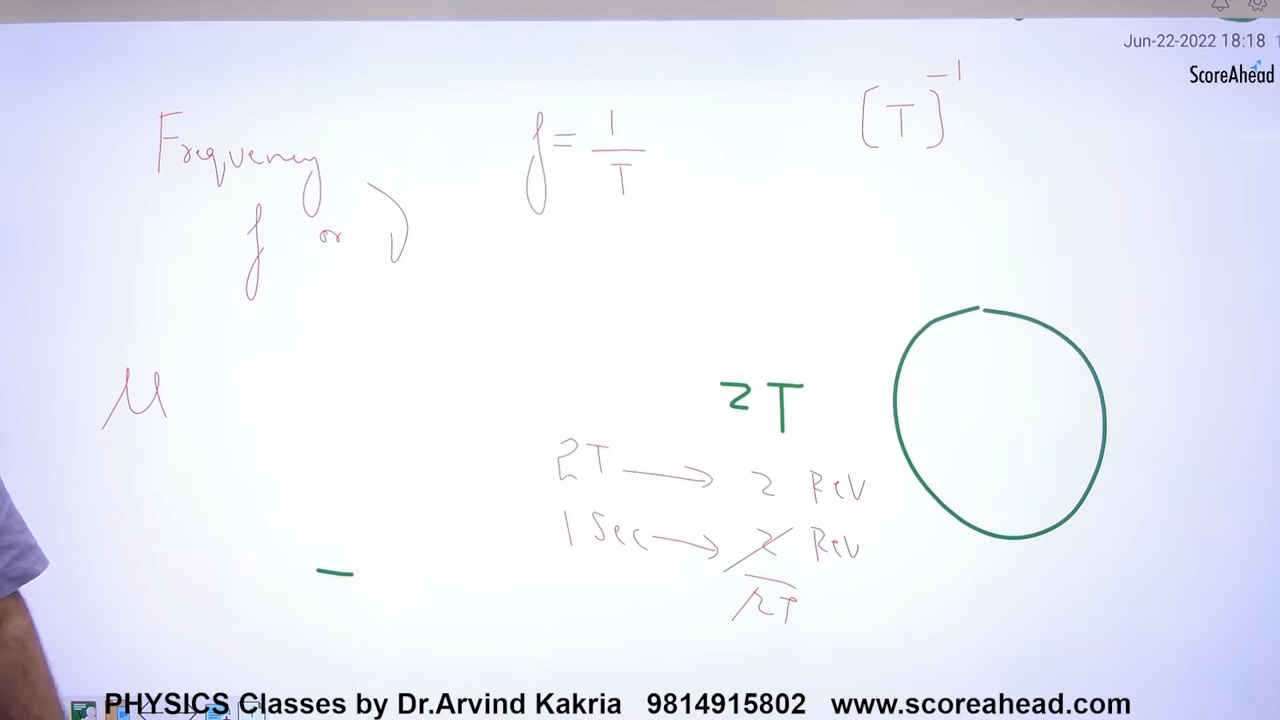 Jun-22-2022 18:18
ScoreAhead
Frequency
f or ν
f = 1/T
[T]⁻¹
μ
2T
2T → 2 Rev
1 Sec → 2/2T Rev
PHYSICS Classes by Dr.Arvind Kakria 9814915802 www.scoreahead.com